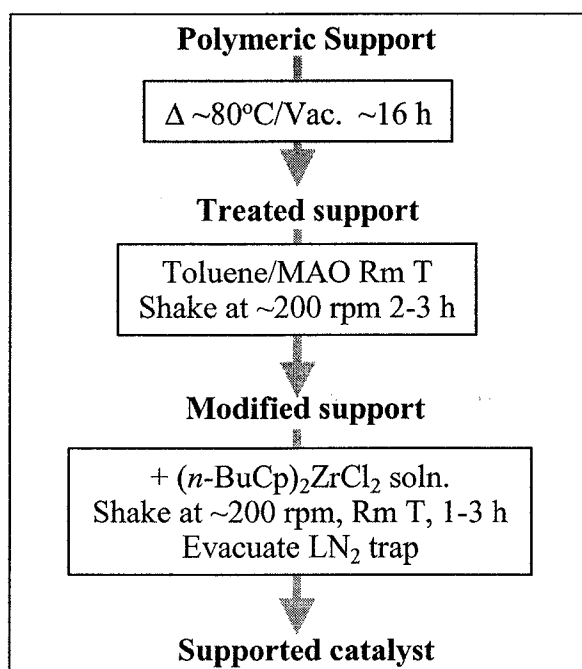 Polymeric Support
Δ ~80°C/Vac. ~16 h
Treated support
Toluene/MAO Rm T
Shake at ~200 rpm 2-3 h
Modified support
+ (n-BuCp)₂ZrCl₂ soln.
Shake at ~200 rpm, Rm T, 1-3 h
Evacuate LN₂ trap
Supported catalyst